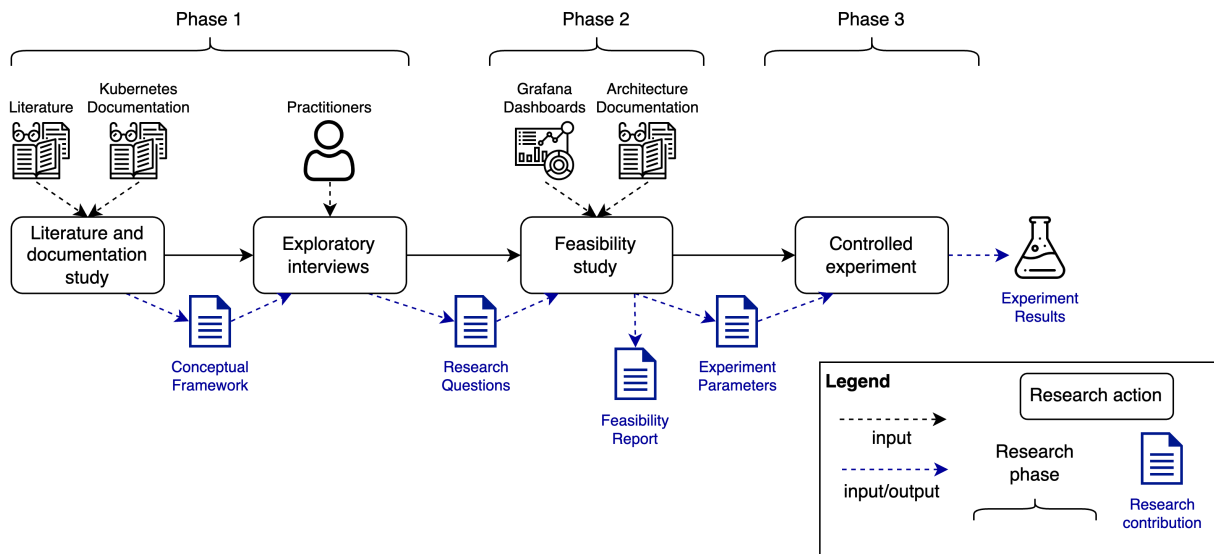 Phase 1
Phase 2
Phase 3
Literature
Kubernetes
Documentation
Practitioners
Grafana
Dashboards
Architecture
Documentation
Literature and
documentation
study
Exploratory
interviews
Feasibility
study
Controlled
experiment
Experiment
Results
Conceptual
Framework
Research
Questions
Feasibility
Report
Experiment
Parameters
Legend
input
input/output
Research action
Research
phase
Research
contribution